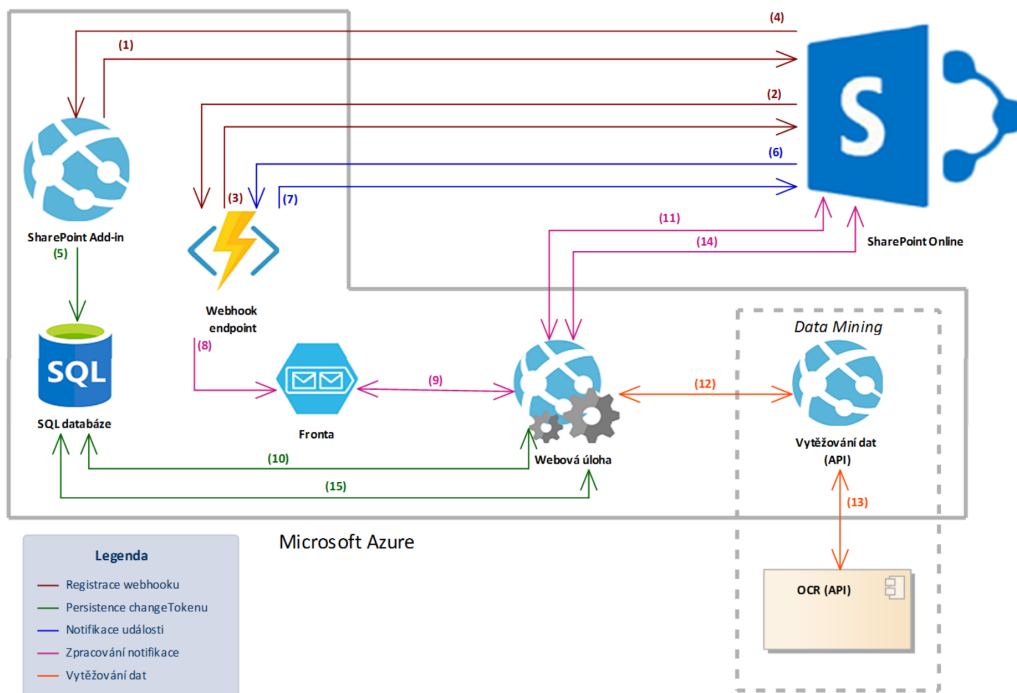 (4)
(1)
(2)
S
(6)
(3)
(7)
(11)
SharePoint Add-in
(14)
SharePoint Online
(5)
Webhook
endpoint
Data Mining
(8)
SQL
(9)
(12)
SQL databáze
Fronta
Vytěžování dat
(API)
(10)
Webová úloha
(15)
(13)
Microsoft Azure
Legenda
Registrace webhooku
Persistence changeTokenu
Notifikace události
Zpracování notifikace
Vytěžování dat
OCR (API)